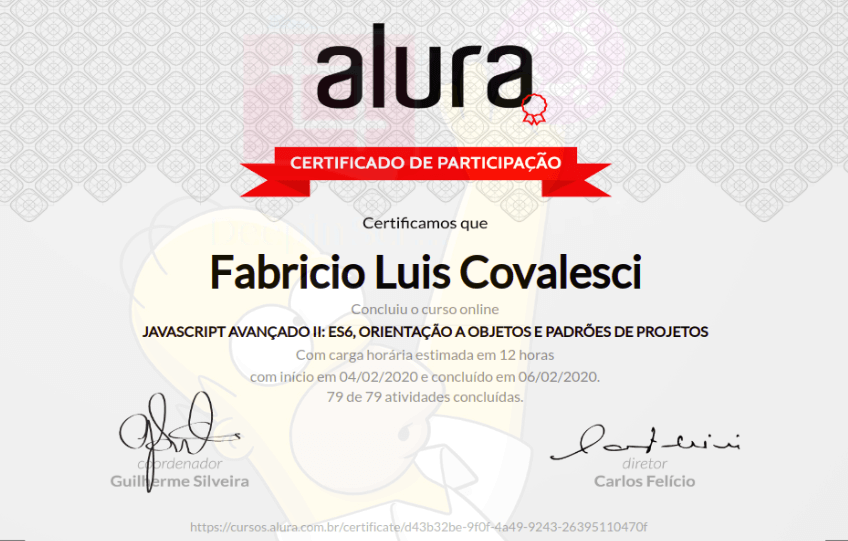 alura
CERTIFICADO DE PARTICIPAÇÃO
Certificamos que
Fabricio Luis Covalesci
Concluiu o curso online
JAVASCRIPT AVANÇADO II: ES6, ORIENTAÇÃO A OBJETOS E PADRÕES DE PROJETOS
Com carga horária estimada em 12 horas
com início em 04/02/2020 e concluído em 06/02/2020.
79 de 79 atividades concluídas.
coordenador
Guilherme Silveira
diretor
Carlos Felício
https://cursos.alura.com.br/certificate/d43b32be-9f0f-4a49-9243-26395110470f